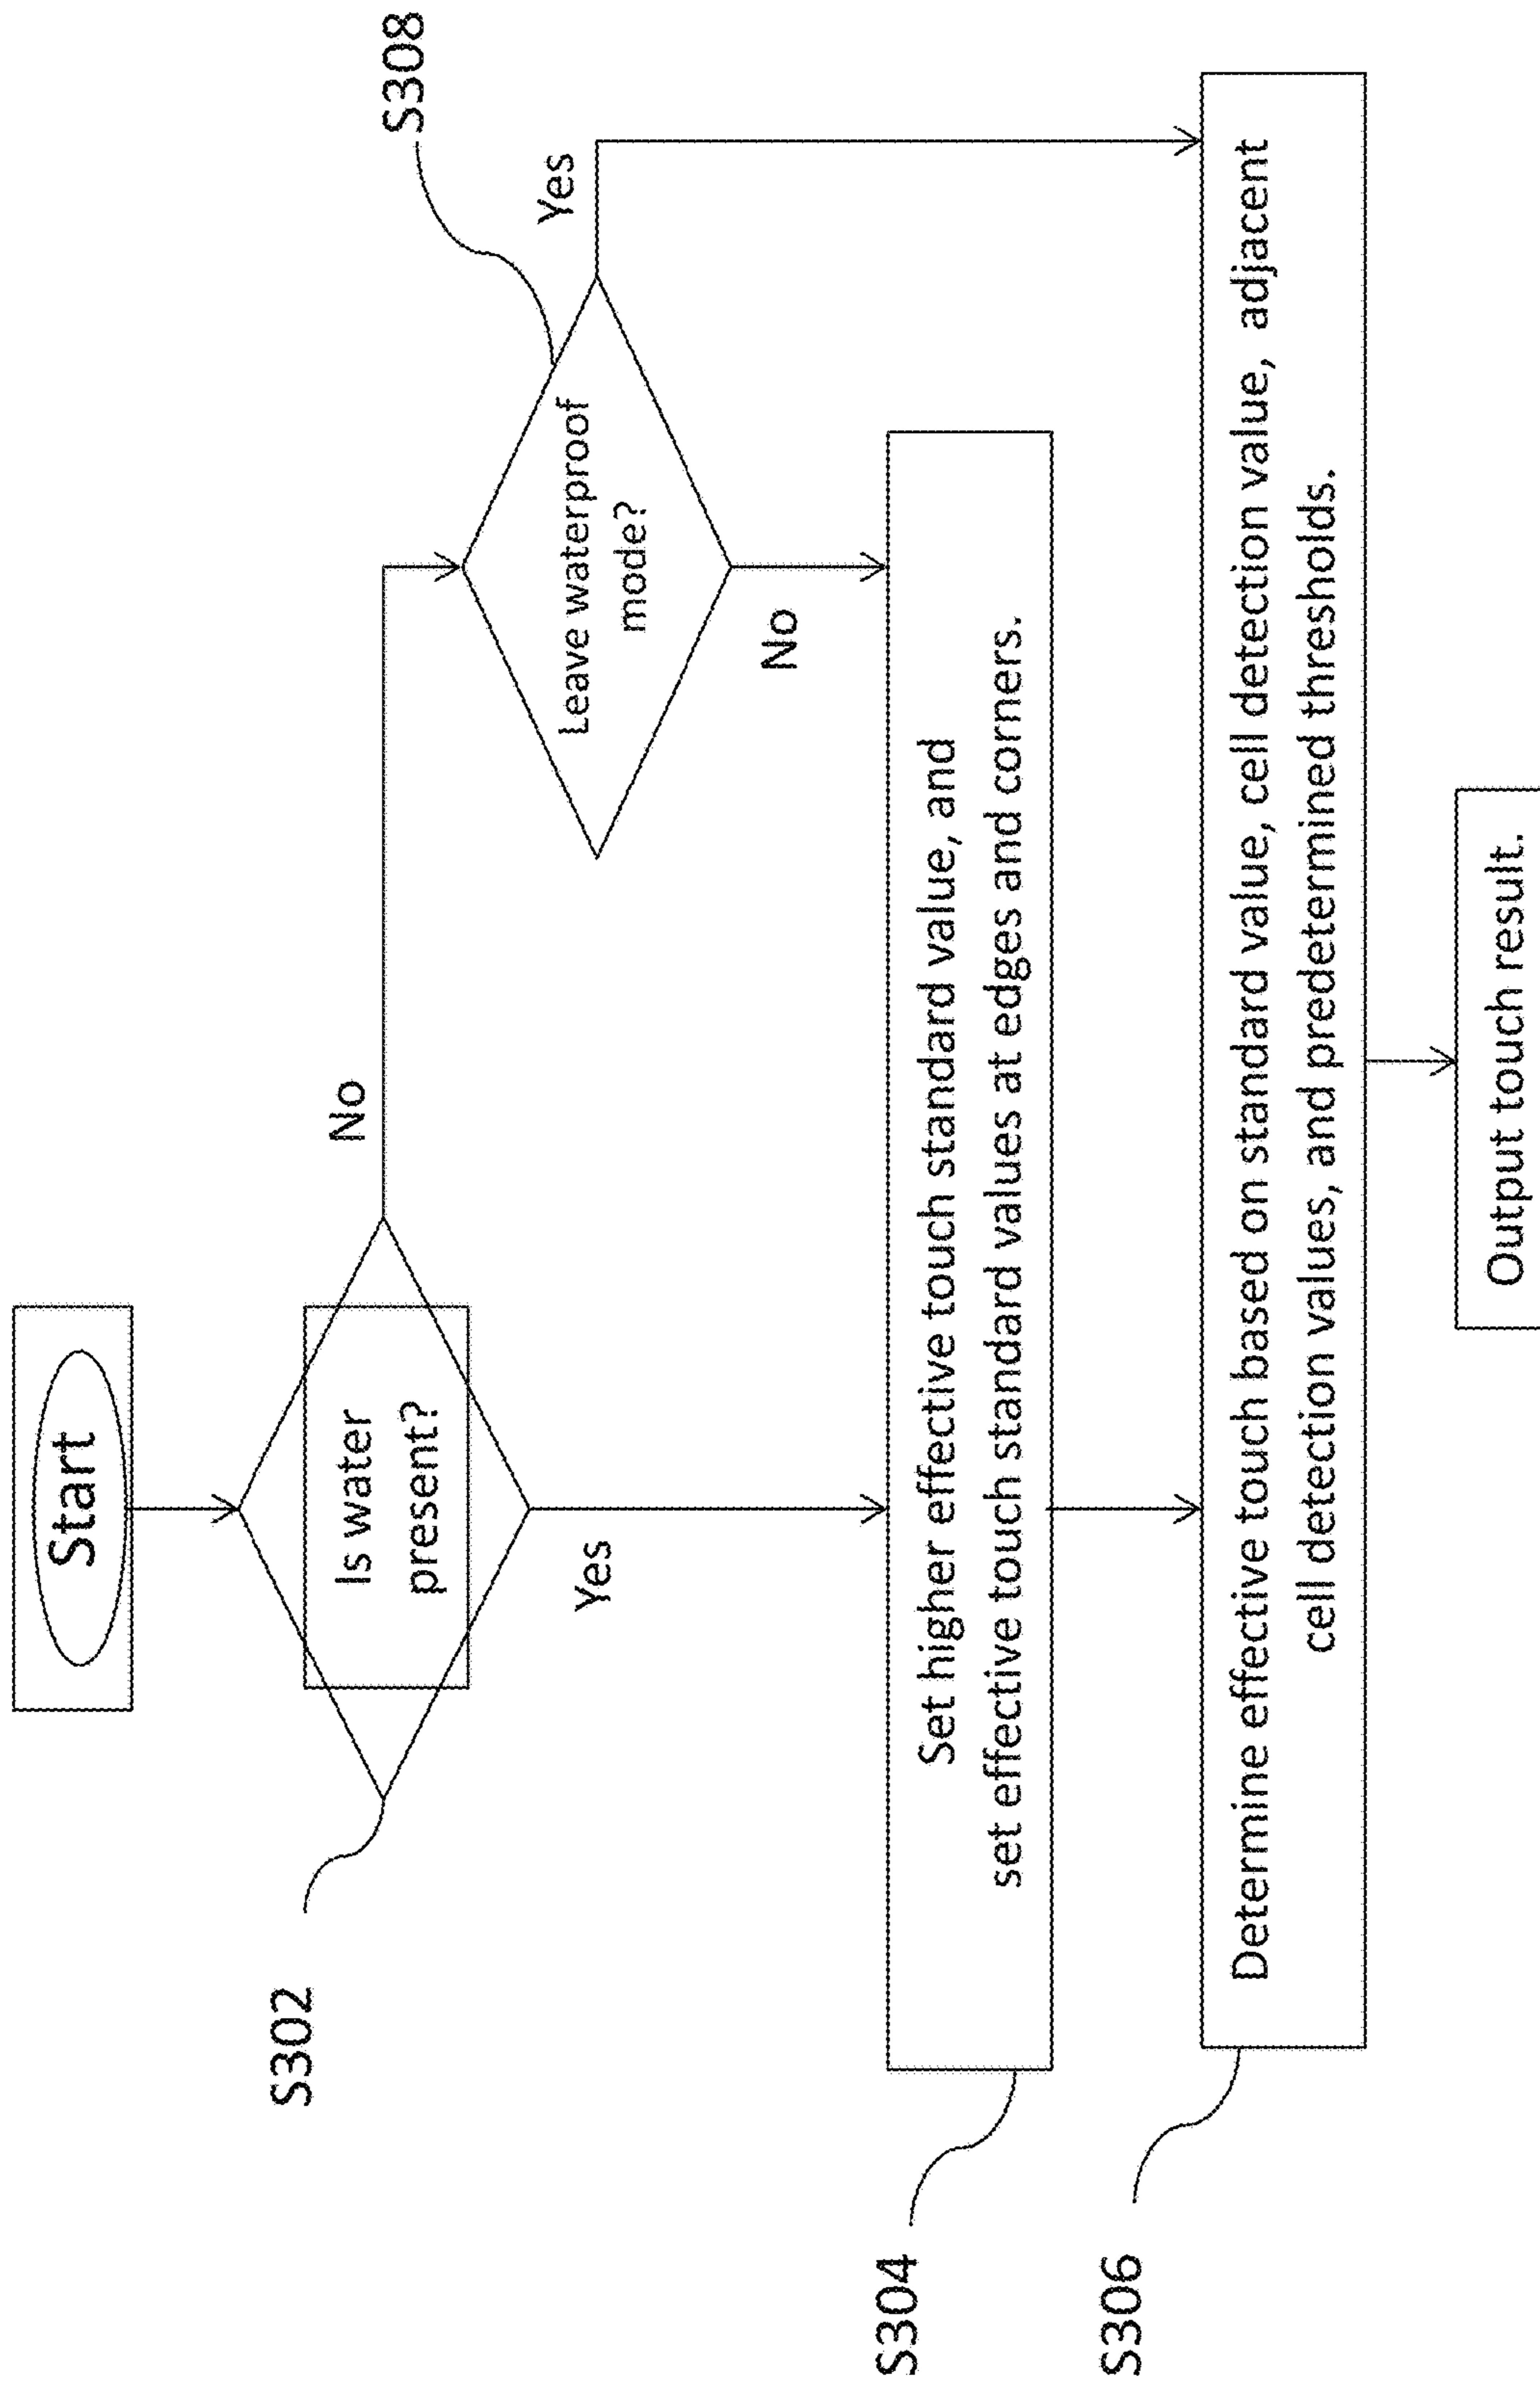 Start
S302
Is water
present?
No
Yes
S308
Leave waterproof
mode?
Yes
No
S304
Set higher effective touch standard value, and
set effective touch standard values at edges and corners.
S306
Determine effective touch based on standard value, cell detection value, adjacent
cell detection values, and predetermined thresholds.
Output touch result.